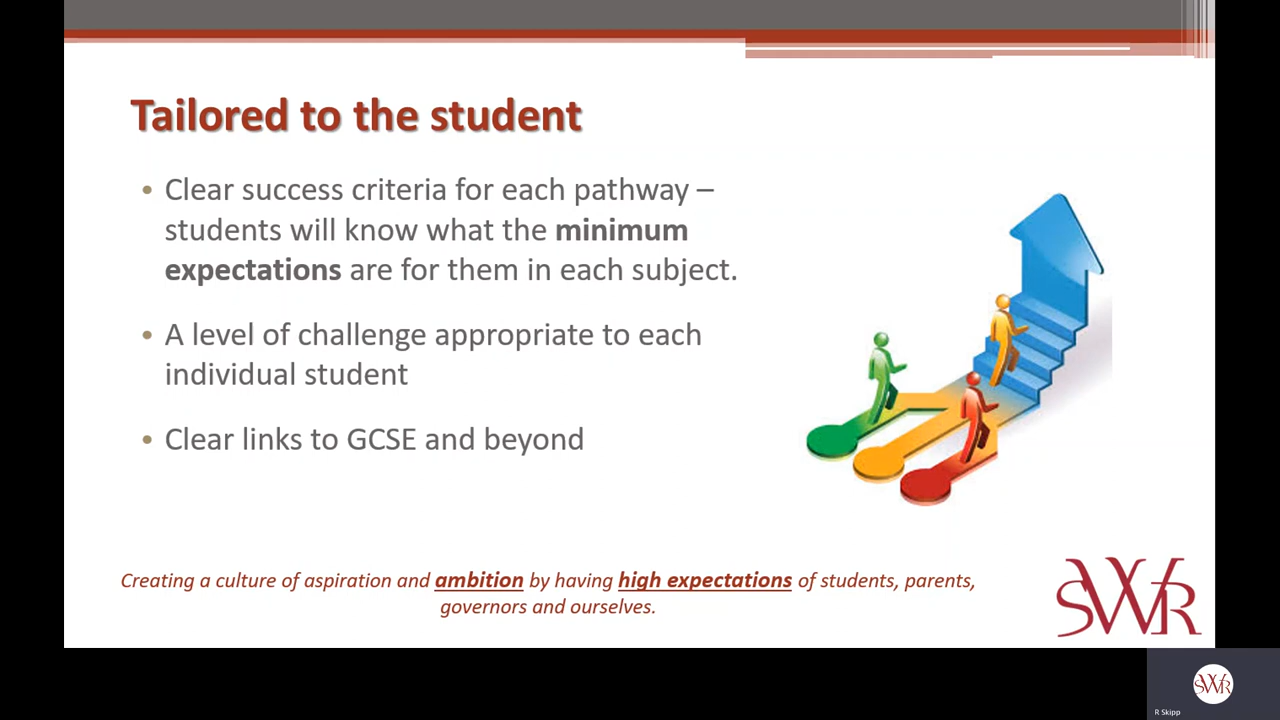 Tailored to the student
• Clear success criteria for each pathway –
students will know what the minimum
expectations are for them in each subject.
• A level of challenge appropriate to each
individual student
• Clear links to GCSE and beyond
Creating a culture of aspiration and ambition by having high expectations of students, parents,
governors and ourselves.
SWR
SWR
R Skipp